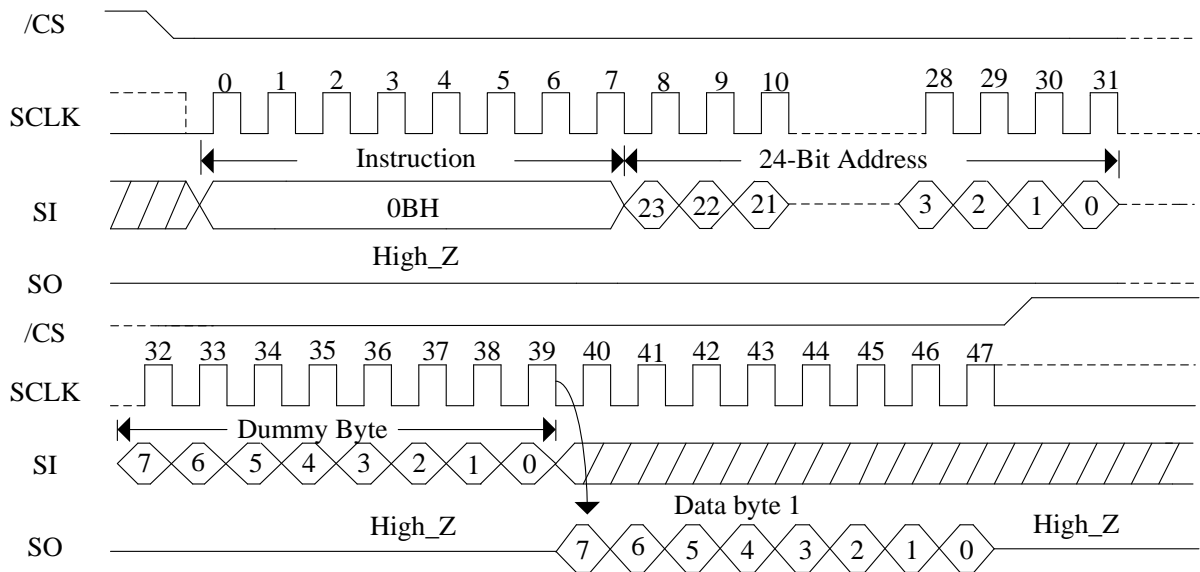 /CS
0 1 2 3 4 5 6 7 8 9 10 28 29 30 31
SCLK
Instruction 24-Bit Address
SI 0BH 23 22 21 3 2 1 0
High_Z
SO
/CS
32 33 34 35 36 37 38 39 40 41 42 43 44 45 46 47
SCLK
Dummy Byte
SI 7 6 5 4 3 2 1 0
Data byte 1
High_Z High_Z
SO 7 6 5 4 3 2 1 0